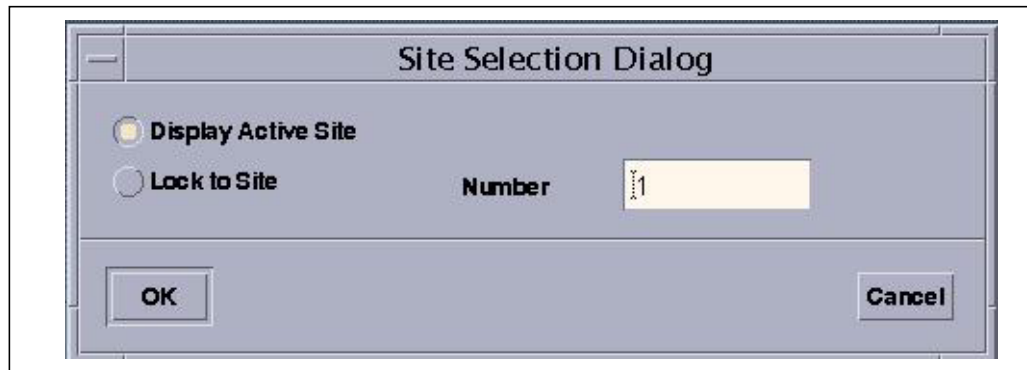 Site Selection Dialog
Display Active Site
Lock to Site Number 1
OK Cancel